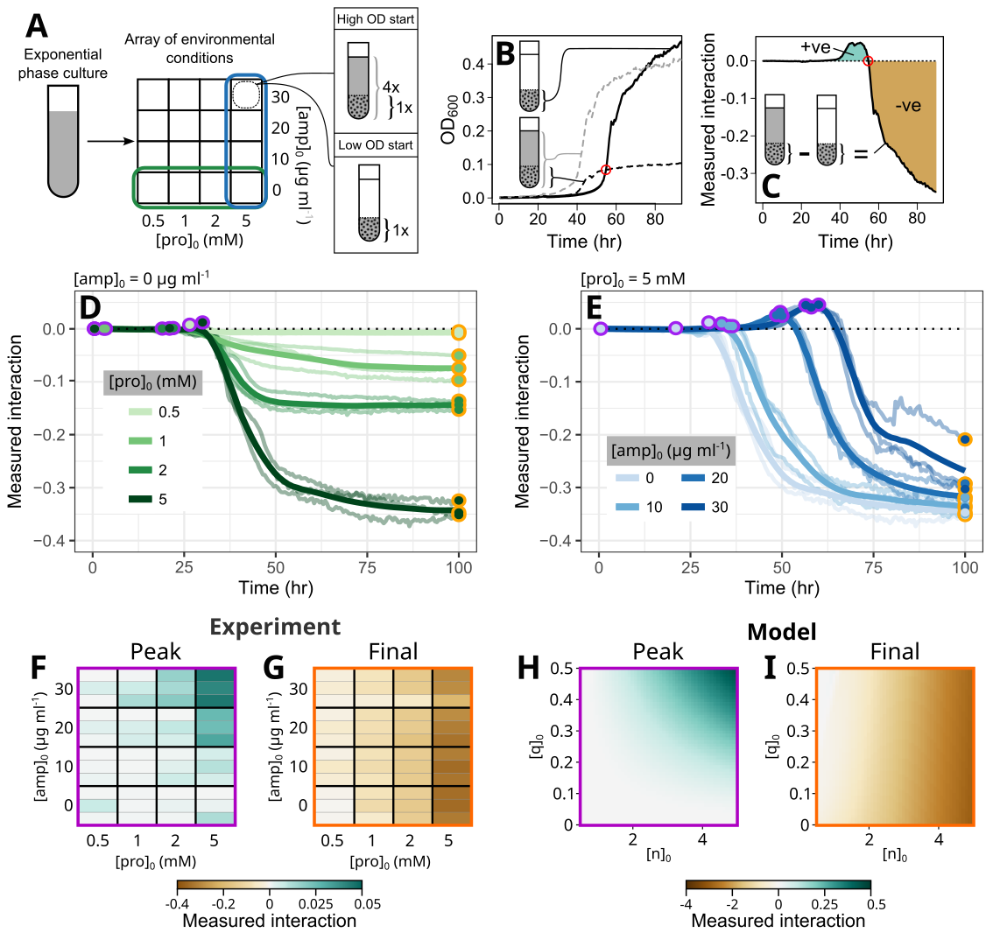 A
Exponential
phase culture
Array of environmental
conditions
30
20
10
0
[amp]₀ (µg ml⁻¹)
0.5 1 2 5
[pro]₀ (mM)
High OD start
4x
1x
Low OD start
1x
B
OD₆₀₀
0.4
0.3
0.2
0.1
0.0
0 20 40 60 80
Time (hr)
C
Measured interaction
0.0
-0.1
-0.2
-0.3
+ve
-ve
- =
0 20 40 60 80
Time (hr)
[amp]₀ = 0 µg ml⁻¹
D
Measured interaction
0.0
−0.1
−0.2
−0.3
−0.4
[pro]₀ (mM)
0.5
1
2
5
0 25 50 75 100
Time (hr)
[pro]₀ = 5 mM
E
Measured interaction
0.0
−0.1
−0.2
−0.3
−0.4
[amp]₀ (µg ml⁻¹)
0 20
10 30
0 25 50 75 100
Time (hr)
Experiment
F
Peak
[amp]₀ (µg ml⁻¹)
30
20
10
0
0.5 1 2 5
[pro]₀ (mM)
G
Final
[amp]₀ (µg ml⁻¹)
30
20
10
0
0.5 1 2 5
[pro]₀ (mM)
-0.4 -0.2 0 0.025 0.05
Measured interaction
Model
H
Peak
[q]₀
0.5
0.4
0.3
0.2
0.1
0
2 4
[n]₀
I
Final
[q]₀
0.5
0.4
0.3
0.2
0.1
0
2 4
[n]₀
-4 -2 0 0.25 0.5
Measured interaction